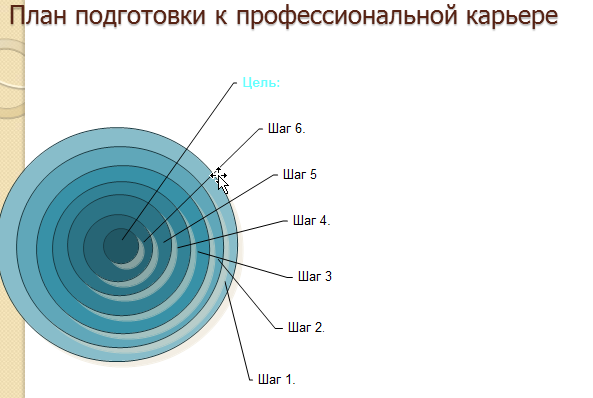 План подготовки к профессиональной карьере
Цель:
Шаг 6.
Шаг 5
Шаг 4.
Шаг 3
Шаг 2.
Шаг 1.